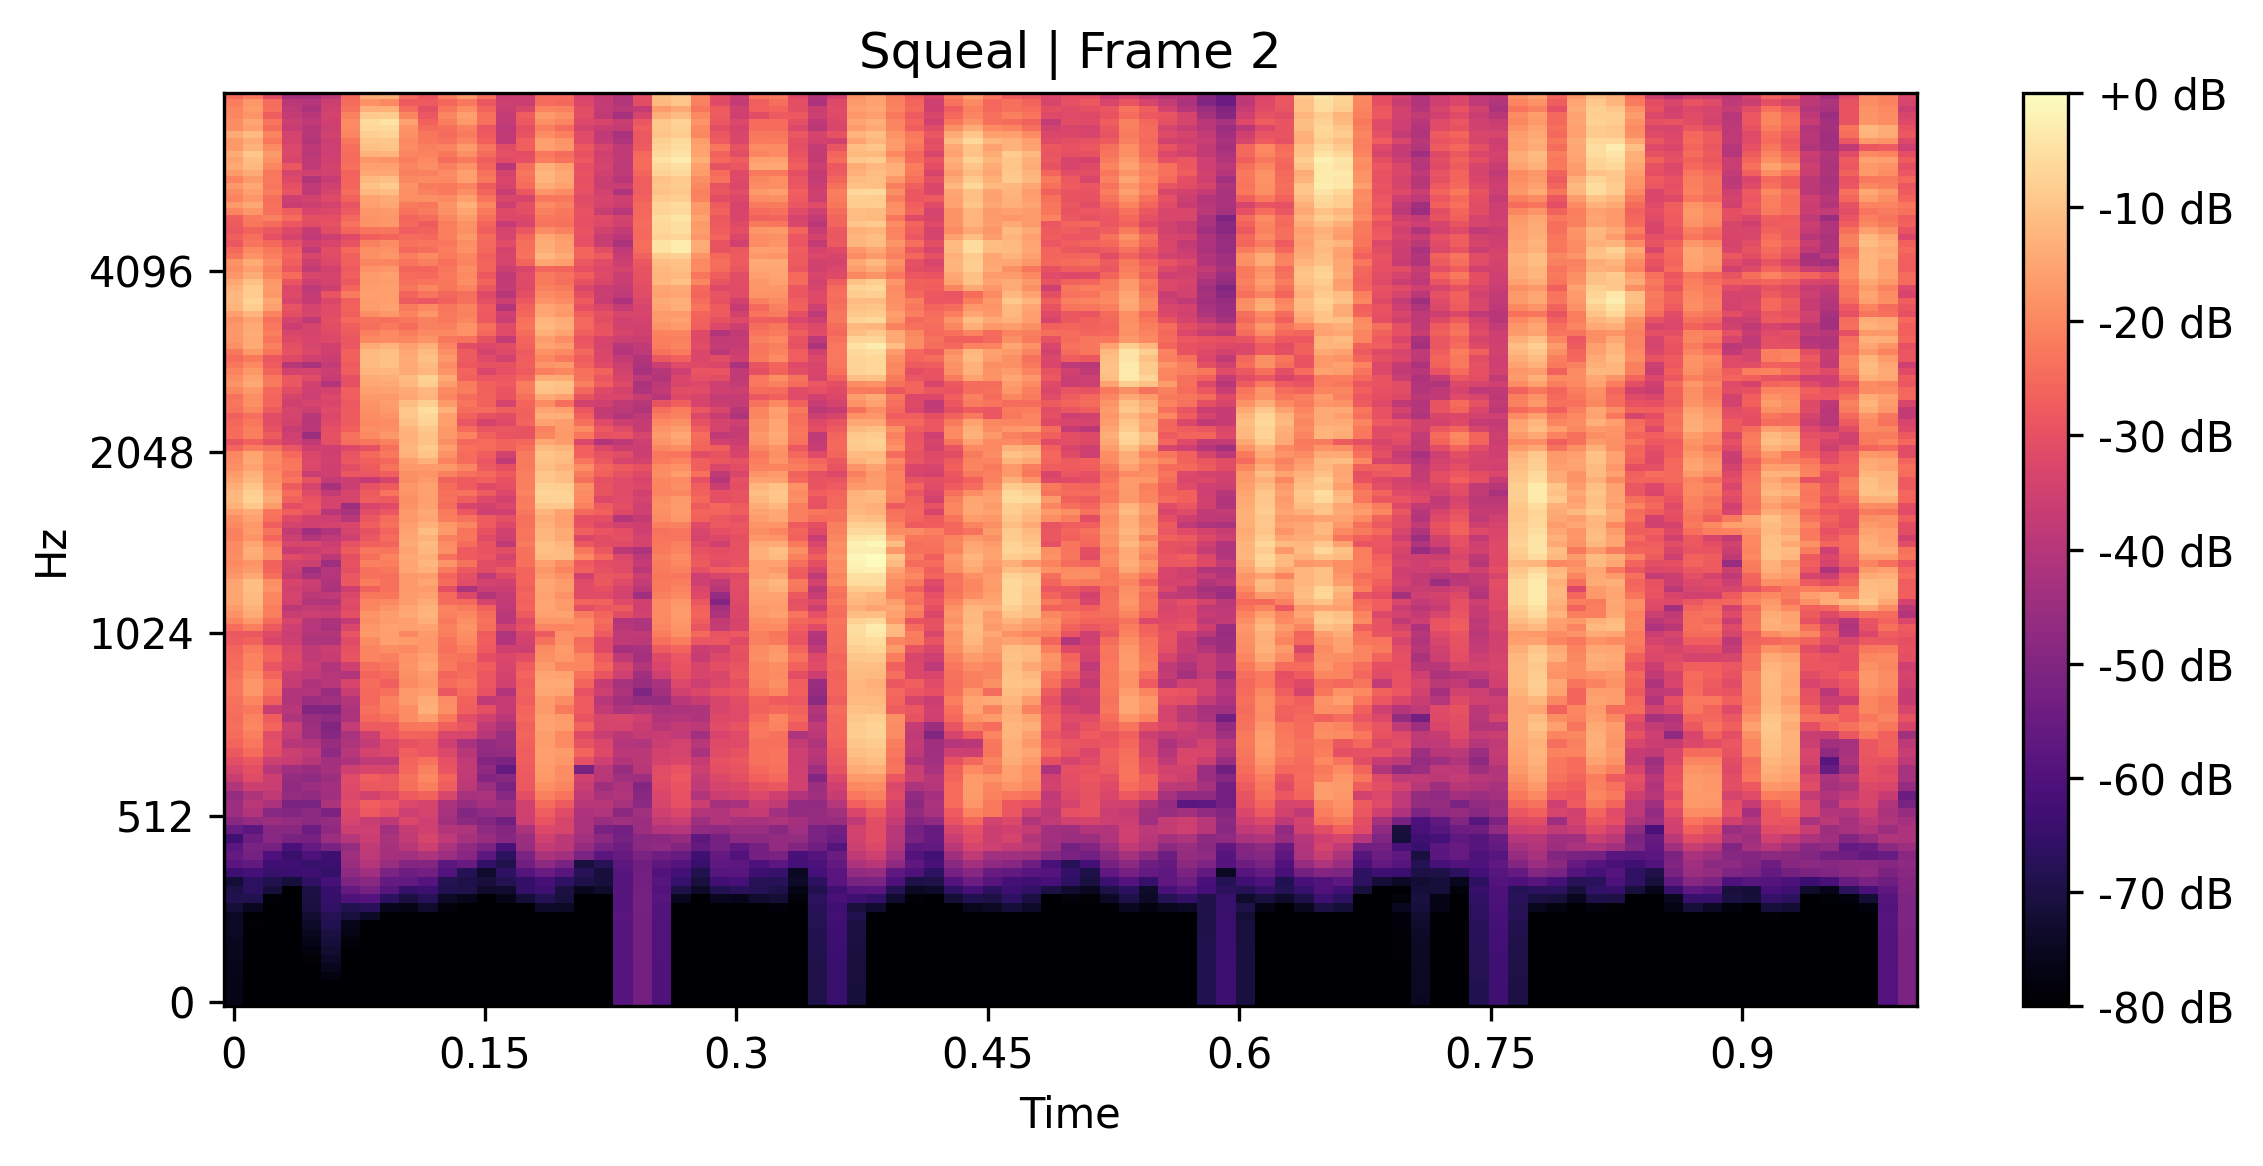 Squeal | Frame 2
Hz
4096
2048
1024
512
0
0 0.15 0.3 0.45 0.6 0.75 0.9
Time
+0 dB
-10 dB
-20 dB
-30 dB
-40 dB
-50 dB
-60 dB
-70 dB
-80 dB